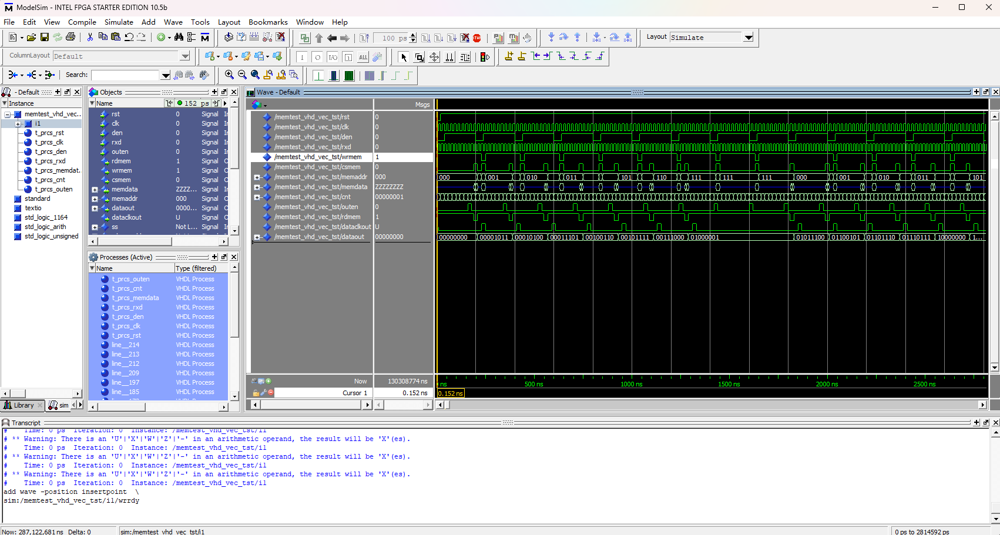 ModelSim - INTEL FPGA STARTER EDITION 10.5b
File Edit View Compile Simulate Add Wave Tools Layout Bookmarks Window Help
100 ps
Layout Simulate
ColumnLayout Default
Search:
- Default
Instance
memtest_vhd_vec...
i1
t_prcs_rst
t_prcs_clk
t_prcs_den
t_prcs_rxd
t_prcs_memdat...
t_prcs_cnt
t_prcs_outen
standard
textio
std_logic_1164
std_logic_arith
std_logic_unsigned
Library
sim
Objects
Name 152 ps
rst 0 Signal
clk 0 Signal
den 0 Signal
rxd 0 Signal
outen 0 Signal
rdmem 1 Signal
wrmem 1 Signal
csmem 0 Signal
memdata ZZZZ... Signal
memaddr 000 Signal
dataout 0000... Signal
dataclkout U Signal
ss Not L... Signal
Processes (Active)
Name Type (filtered)
t_prcs_outen VHDL Process
t_prcs_cnt VHDL Process
t_prcs_memdata VHDL Process
t_prcs_rxd VHDL Process
t_prcs_den VHDL Process
t_prcs_clk VHDL Process
t_prcs_rst VHDL Process
line__214 VHDL Process
line__213 VHDL Process
line__212 VHDL Process
line__209 VHDL Process
line__197 VHDL Process
line__185 VHDL Process
Wave - Default
Msgs
/memtest_vhd_vec_tst/rst 0
/memtest_vhd_vec_tst/clk 0
/memtest_vhd_vec_tst/den 0
/memtest_vhd_vec_tst/rxd 0
/memtest_vhd_vec_tst/wrmem 1
/memtest_vhd_vec_tst/csmem 0
/memtest_vhd_vec_tst/memaddr 000 000 001 010 011 101 110 111 111 111 000 001 010 011 101
/memtest_vhd_vec_tst/memdata ZZZZZZZZ
/memtest_vhd_vec_tst/cnt 00000001
/memtest_vhd_vec_tst/outen 0
/memtest_vhd_vec_tst/rdmem 1
/memtest_vhd_vec_tst/dataclkout U
/memtest_vhd_vec_tst/dataout 00000000 00000000 00001011 00010100 00011101 00100110 00101111 00111000 01000001 01011100 01100101 01101110 01110111 10000000 1...
Now 130308774 ns
ns 500 ns 1000 ns 1500 ns 2000 ns 2500 ns
Cursor 1 0.152 ns 0.152 ns
Transcript
# Time: 0 ps Iteration: 0 Instance: /memtest_vhd_vec_tst/i1
# ** Warning: There is an 'U'|'X'|'W'|'Z'|'-' in an arithmetic operand, the result will be 'X'(es).
# Time: 0 ps Iteration: 0 Instance: /memtest_vhd_vec_tst/i1
# ** Warning: There is an 'U'|'X'|'W'|'Z'|'-' in an arithmetic operand, the result will be 'X'(es).
# Time: 0 ps Iteration: 0 Instance: /memtest_vhd_vec_tst/i1
# ** Warning: There is an 'U'|'X'|'W'|'Z'|'-' in an arithmetic operand, the result will be 'X'(es).
# Time: 0 ps Iteration: 0 Instance: /memtest_vhd_vec_tst/i1
add wave -position insertpoint \
sim:/memtest_vhd_vec_tst/i1/wrrdy
Now: 287,122,681 ns Delta: 0
sim:/memtest_vhd_vec_tst/i1
0 ps to 2814592 ps